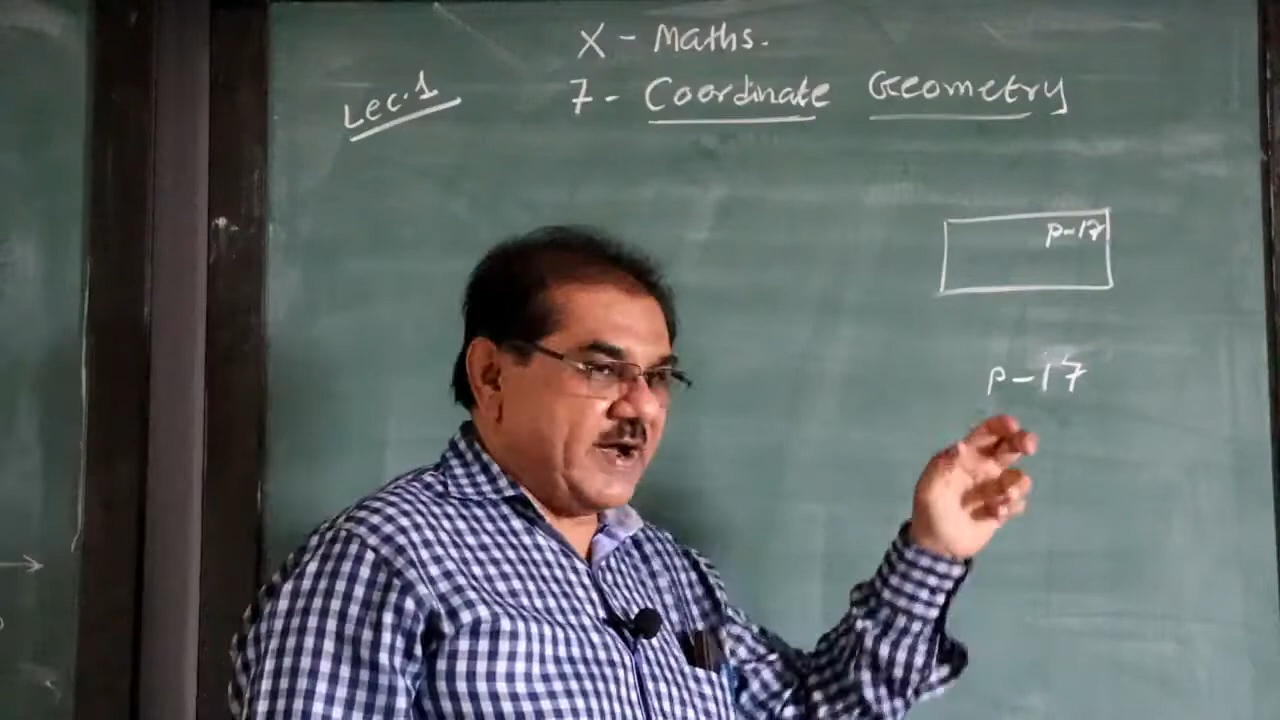 X - Maths.
Lec. 1
7 - Coordinate Geometry
P-17
P-17